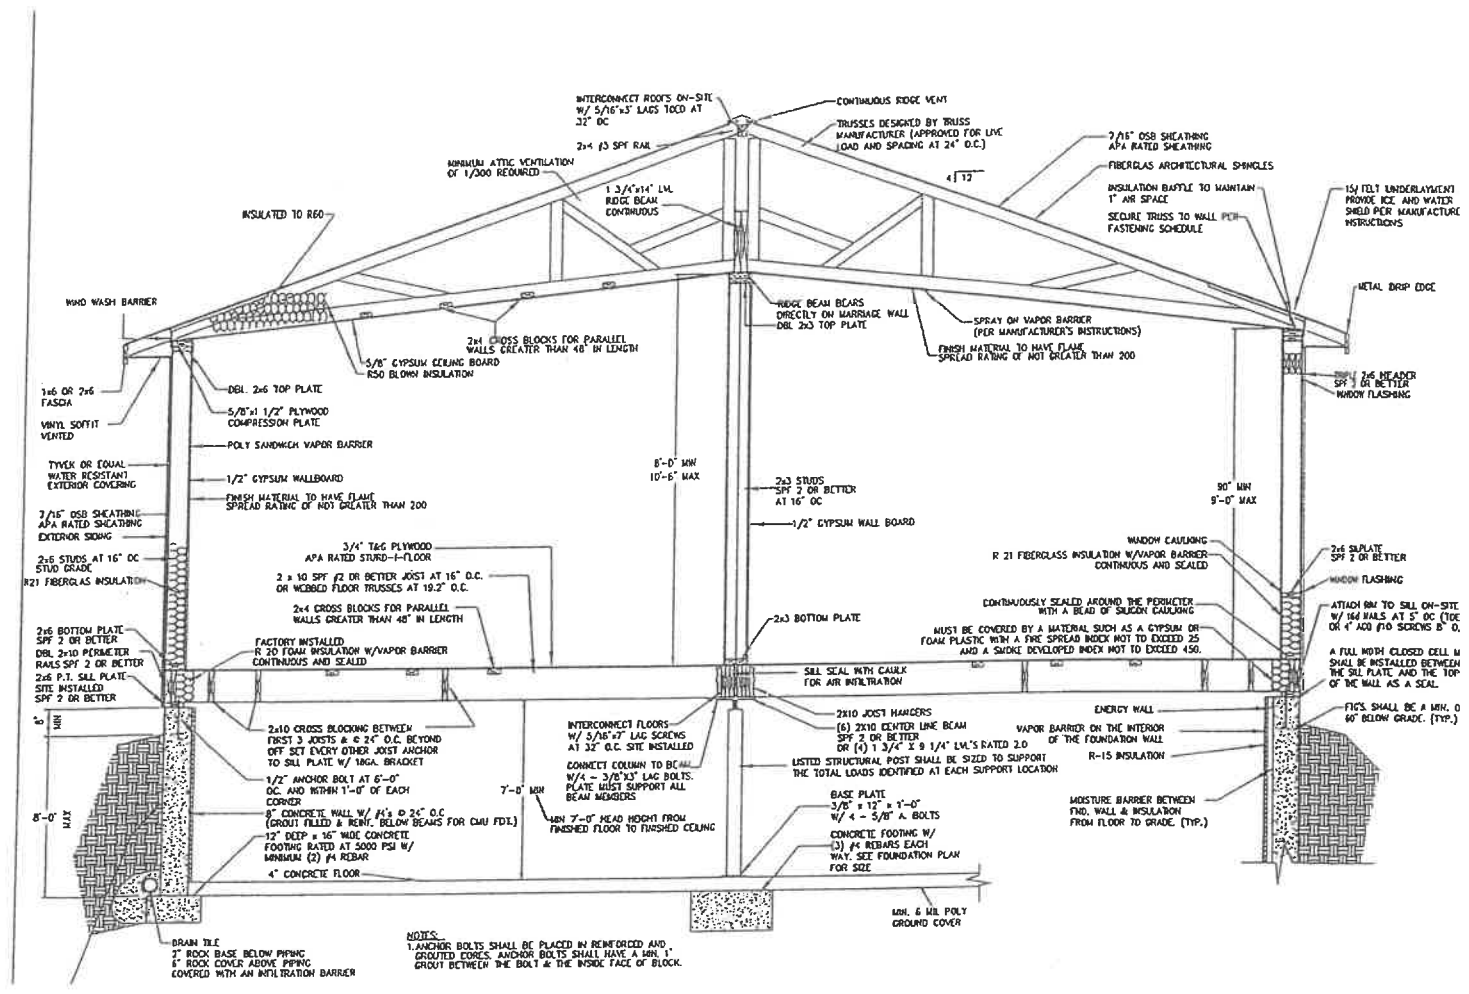 INTERCONNECT ROOFS ON-SITE
W/ 5/16"x5" LAGS TOED AT
32" OC
2x4 #3 SPF RAIL
MINIMUM ATTIC VENTILATION
OF 1/300 REQUIRED
1 3/4"x14" LVL
RIDGE BEAM
CONTINUOUS
INSULATED TO R60
WIND WASH BARRIER
CONTINUOUS RIDGE VENT
TRUSSES DESIGNED BY TRUSS
MANUFACTURER (APPROVED FOR LIVE
LOAD AND SPACING AT 24" O.C.)
4 12
7/16" OSB SHEATHING
APA RATED SHEATHING
FIBERGLAS ARCHITECTURAL SHINGLES
INSULATION BAFFLE TO MAINTAIN
1" AIR SPACE
SECURE TRUSS TO WALL PER
FASTENING SCHEDULE
FELT UNDERLAYMENT
PROVIDE ICE AND WATER
SHIELD PER MANUFACTURE
INSTRUCTIONS
METAL DRIP EDGE
2x4 CROSS BLOCKS FOR PARALLEL
WALLS GREATER THAN 48" IN LENGTH
5/8" GYPSUM CEILING BOARD
R50 BLOWN INSULATION
RIDGE BEAM BEARS
DIRECTLY ON MARRIAGE WALL
DBL 2x3 TOP PLATE
SPRAY ON VAPOR BARRIER
(PER MANUFACTURER'S INSTRUCTIONS)
FINISH MATERIAL TO HAVE FLAME
SPREAD RATING OF NOT GREATER THAN 200
TRIPLE 2x6 HEADER
SPF OR BETTER
WINDOW FLASHING
1x6 OR 2x6
FASCIA
VINYL SOFFIT
VENTED
DBL. 2x6 TOP PLATE
5/8"x1 1/2" PLYWOOD
COMPRESSION PLATE
POLY SANDWICH VAPOR BARRIER
TYVEK OR EQUAL
WATER RESISTANT
EXTERIOR COVERING
1/2" GYPSUM WALLBOARD
FINISH MATERIAL TO HAVE FLAME
SPREAD RATING OF NOT GREATER THAN 200
7/16" OSB SHEATHING
APA RATED SHEATHING
EXTERIOR SIDING
2x6 STUDS AT 16" OC
STUD GRADE
R21 FIBERGLAS INSULATION
8'-0" MIN
10'-6" MAX
2x3 STUDS
SPF 2 OR BETTER
AT 16" OC
1/2" GYPSUM WALL BOARD
90" MIN
9'-0" MAX
3/4" T&G PLYWOOD
APA RATED STURD-I-FLOOR
2 x 10 SPF #2 OR BETTER JOIST AT 16" O.C.
OR WEBBED FLOOR TRUSSES AT 19.2" O.C.
2x4 CROSS BLOCKS FOR PARALLEL
WALLS GREATER THAN 48" IN LENGTH
2x3 BOTTOM PLATE
WINDOW CAULKING
R 21 FIBERGLASS INSULATION W/VAPOR BARRIER
CONTINUOUS AND SEALED
CONTINUOUSLY SEALED AROUND THE PERIMETER
WITH A BEAD OF SILICON CAULKING
MUST BE COVERED BY A MATERIAL SUCH AS A GYPSUM OR
FOAM PLASTIC WITH A FIRE SPREAD INDEX NOT TO EXCEED 25
AND A SMOKE DEVELOPED INDEX NOT TO EXCEED 450.
2x6 SILPLATE
SPF 2 OR BETTER
WINDOW FLASHING
ATTACH RIM TO SILL ON-SITE
W/ 16d NAILS AT 5" OC
OR 4" #10 SCREWS 8"
A FULL WIDTH CLOSED CELL
SHALL BE INSTALLED BETWEEN
THE SILL PLATE AND THE TOP
OF THE WALL AS A SEAL
2x6 BOTTOM PLATE
SPF 2 OR BETTER
DBL 2x10 PERIMETER
RAILS SPF 2 OR BETTER
2x6 P.T. SILL PLATE
SITE INSTALLED
SPF 2 OR BETTER
FACTORY INSTALLED
R 20 FOAM INSULATION W/VAPOR BARRIER
CONTINUOUS AND SEALED
SILL SEAL WITH CAULK
FOR AIR INFILTRATION
2x10 CROSS BLOCKING BETWEEN
FIRST 3 JOISTS & @ 24" O.C. BEYOND
OFF SET EVERY OTHER JOIST ANCHOR
TO SILL PLATE W/ 18GA. BRACKET
INTERCONNECT FLOORS
W/ 5/16"x7" LAG SCREWS
AT 32" O.C. SITE INSTALLED
2X10 JOIST HANGERS
(6) 2X10 CENTER LINE BEAM
SPF 2 OR BETTER
OR (4) 1 3/4" X 9 1/4" LVL'S RATED 2.0
ENERGY WALL
VAPOR BARRIER ON THE INTERIOR
OF THE FOUNDATION WALL
R-15 INSULATION
FTG'S. SHALL BE A MIN. O
60" BELOW GRADE. (TYP.)
8" MIN
8'-0" MAX
1/2" ANCHOR BOLT AT 6'-0"
OC. AND WITHIN 1'-0" OF EACH
CORNER
8" CONCRETE WALL W/ #4's @ 24" O.C
(GROUT FILLED & REINF. BELOW BEAMS FOR CMU FDT.)
12" DEEP x 16" WIDE CONCRETE
FOOTING RATED AT 5000 PSI W/
MINIMUM (2) #4 REBAR
4" CONCRETE FLOOR
7'-0" MIN
CONNECT COLUMN TO BEAM
W/4 - 3/8"X3" LAG BOLTS.
PLATE MUST SUPPORT ALL
BEAM MEMBERS
MIN 7'-0" HEAD HEIGHT FROM
FINISHED FLOOR TO FINISHED CEILING
LISTED STRUCTURAL POST SHALL BE SIZED TO SUPPORT
THE TOTAL LOADS IDENTIFIED AT EACH SUPPORT LOCATION
BASE PLATE
3/8" x 12" x 1'-0"
W/ 4 - 5/8" A. BOLTS
CONCRETE FOOTING W/
(3) #4 REBARS EACH
WAY. SEE FOUNDATION PLAN
FOR SIZE
MOISTURE BARRIER BETWEEN
FND. WALL & INSULATION
FROM FLOOR TO GRADE. (TYP.)
MIN. 6 MIL POLY
GROUND COVER
DRAIN TILE
2" ROCK BASE BELOW PIPING
6" ROCK COVER ABOVE PIPING
COVERED WITH AN INFILTRATION BARRIER
NOTES:
1. ANCHOR BOLTS SHALL BE PLACED IN REINFORCED AND
GROUTED CORES. ANCHOR BOLTS SHALL HAVE A MIN. 1"
GROUT BETWEEN THE BOLT & THE INSIDE FACE OF BLOCK.